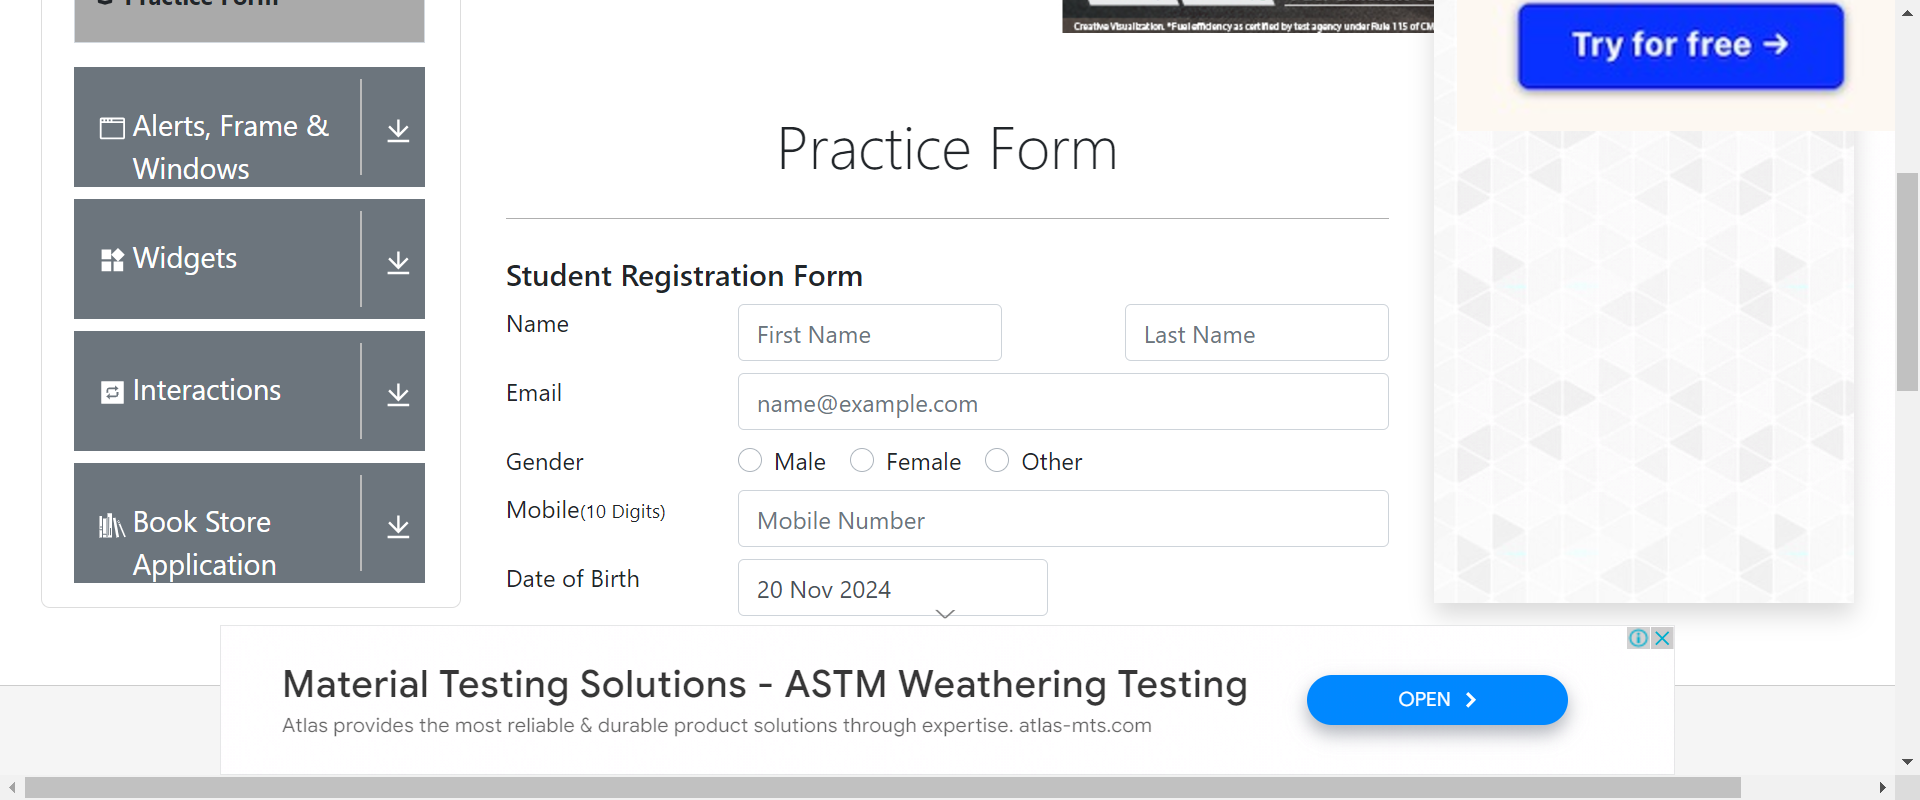 Practice Form
Alerts, Frame &
Windows
Widgets
Interactions
Book Store
Application
Creative Visualization. *Fuel efficiency as certified by test agency under Rule 115 of CM
Try for free →
Practice Form
Student Registration Form
Name
First Name
Last Name
Email
name@example.com
Gender
Male
Female
Other
Mobile(10 Digits)
Mobile Number
Date of Birth
20 Nov 2024
Material Testing Solutions - ASTM Weathering Testing
Atlas provides the most reliable & durable product solutions through expertise. atlas-mts.com
OPEN